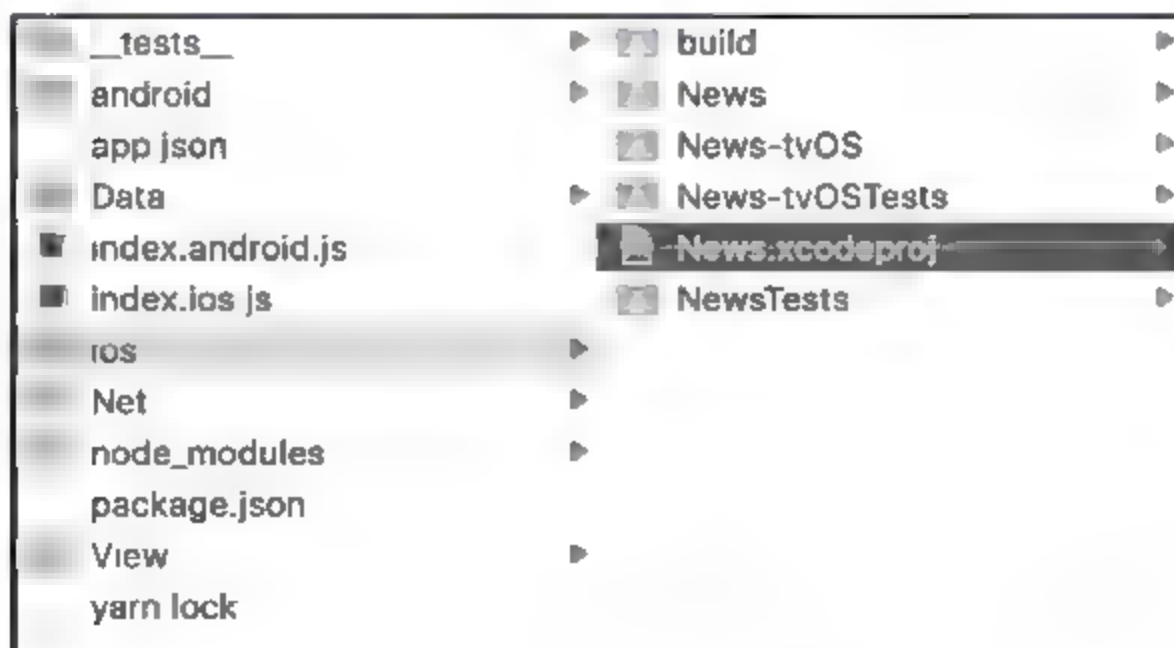 __tests__
android
app json
Data
index.android.js
index.ios js
ios
Net
node_modules
package.json
View
yarn lock
build
News
News-tvOS
News-tvOSTests
News.xcodeproj
NewsTests